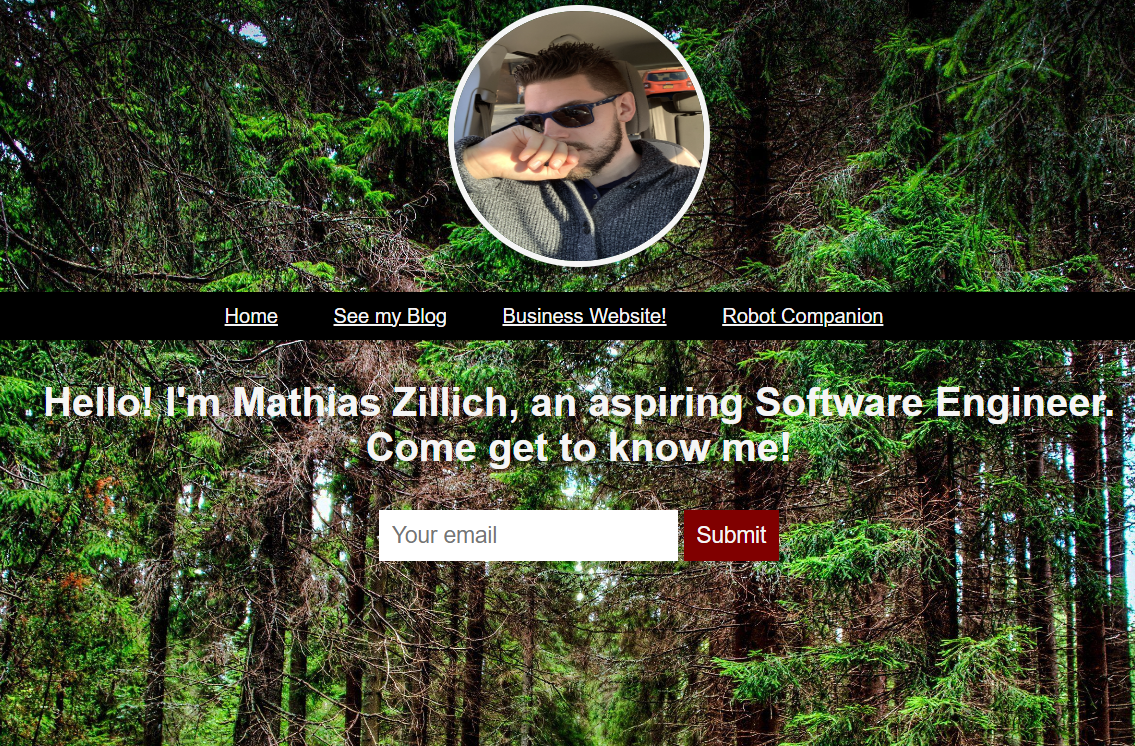 Home See my Blog Business Website! Robot Companion
Hello! I'm Mathias Zillich, an aspiring Software Engineer.
Come get to know me!
Your email Submit